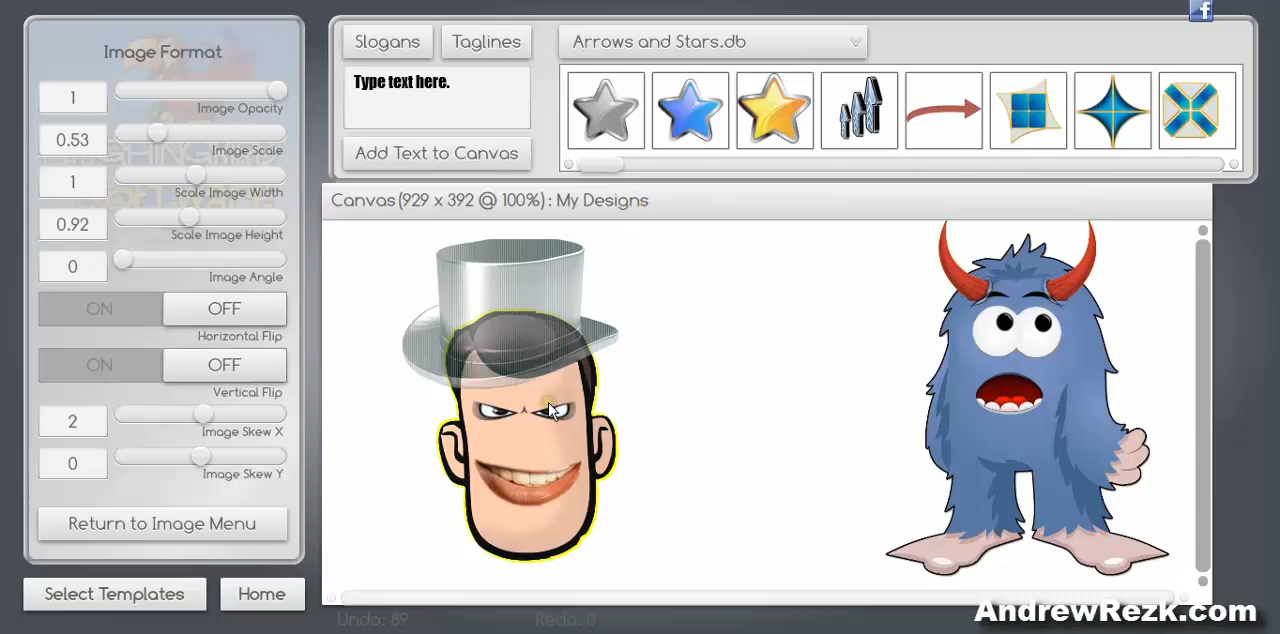 Image Format
1
Image Opacity
0.53
Image Scale
1
Scale Image Width
0.92
Scale Image Height
0
Image Angle
ON OFF
Horizontal Flip
ON OFF
Vertical Flip
2
Image Skew X
0
Image Skew Y
Return to Image Menu
Select Templates Home
Slogans Taglines
Type text here.
Add Text to Canvas
Arrows and Stars.db
Canvas (929 x 392 @ 100%) : My Designs
Undo: 89 Redo: 0
AndrewRezk.com